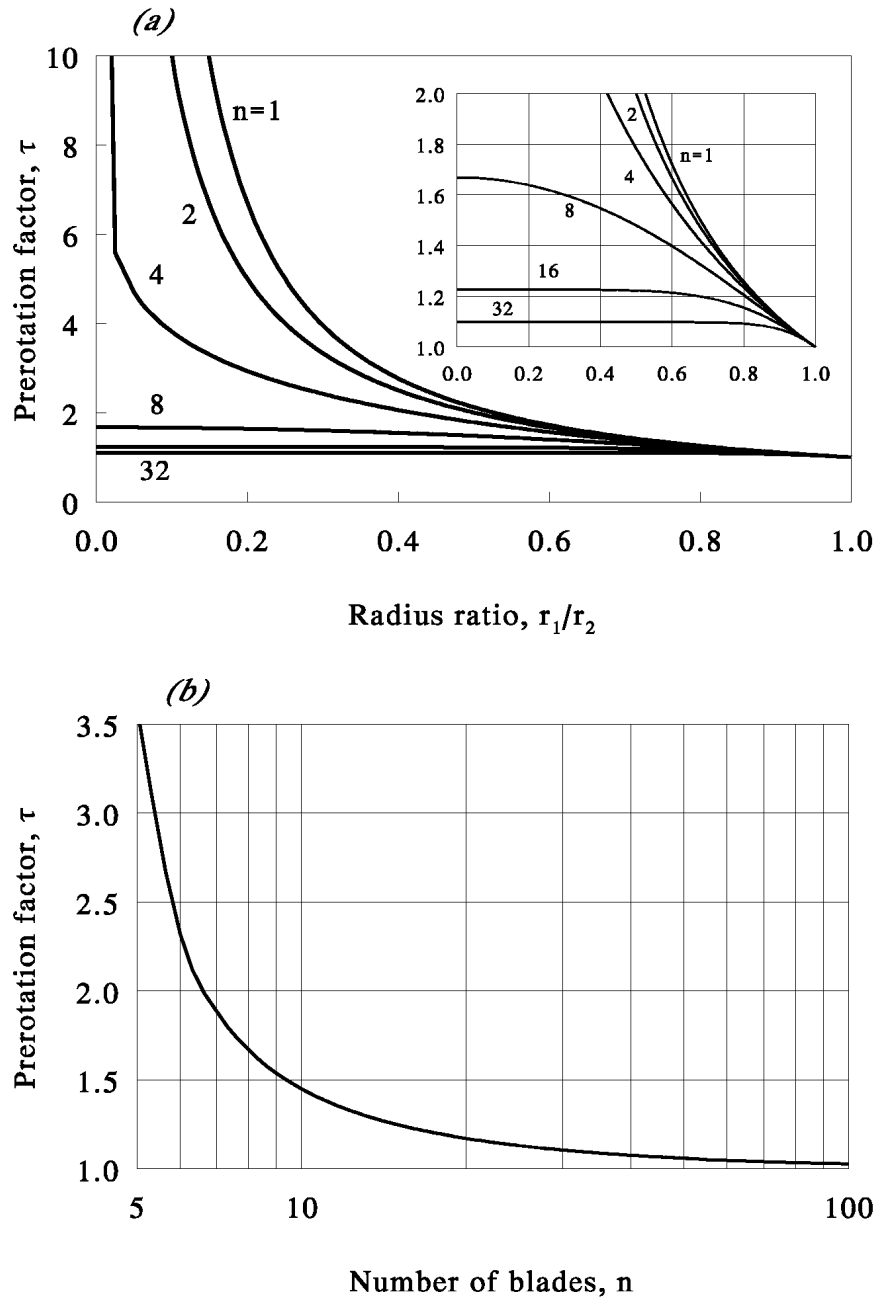 (a)
10
8
6
4
2
0
Prerotation factor, τ
n=1
2
4
8
32
0.0 0.2 0.4 0.6 0.8 1.0
Radius ratio, r₁/r₂
2.0
1.8
1.6
1.4
1.2
1.0
n=1
2
4
8
16
32
0.0 0.2 0.4 0.6 0.8 1.0
(b)
3.5
3.0
2.5
2.0
1.5
1.0
Prerotation factor, τ
5 10 100
Number of blades, n